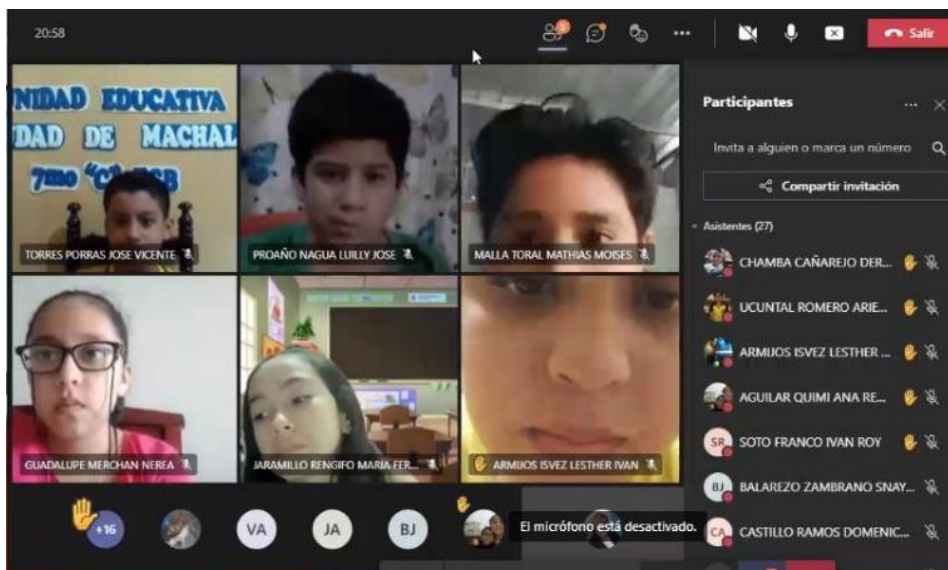 20:58
Salir
NIDAD EDUCATIVA
DAD DE MACHAL
7mo "C" EGB
TORRES PORRAS JOSE VICENTE
PROAÑO NAGUA LUILLY JOSE
MALLA TORAL MATHIAS MOISES
GUADALUPE MERCHAN NEREA
JARAMILLO RENGIFO MARIA FER...
ARMIJOS ISVEZ LESTHER IVAN
+16
VA
JA
BJ
El micrófono está desactivado.
Participantes
Invita a alguien o marca un número
Compartir invitación
Asistentes (27)
CHAMBA CAÑAREJO DER...
UCUNTAL ROMERO ARIE...
ARMIJOS ISVEZ LESTHER ...
AGUILAR QUIMI ANA RE...
SR SOTO FRANCO IVAN ROY
BJ BALAREZO ZAMBRANO SNAY...
CA CASTILLO RAMOS DOMENIC...